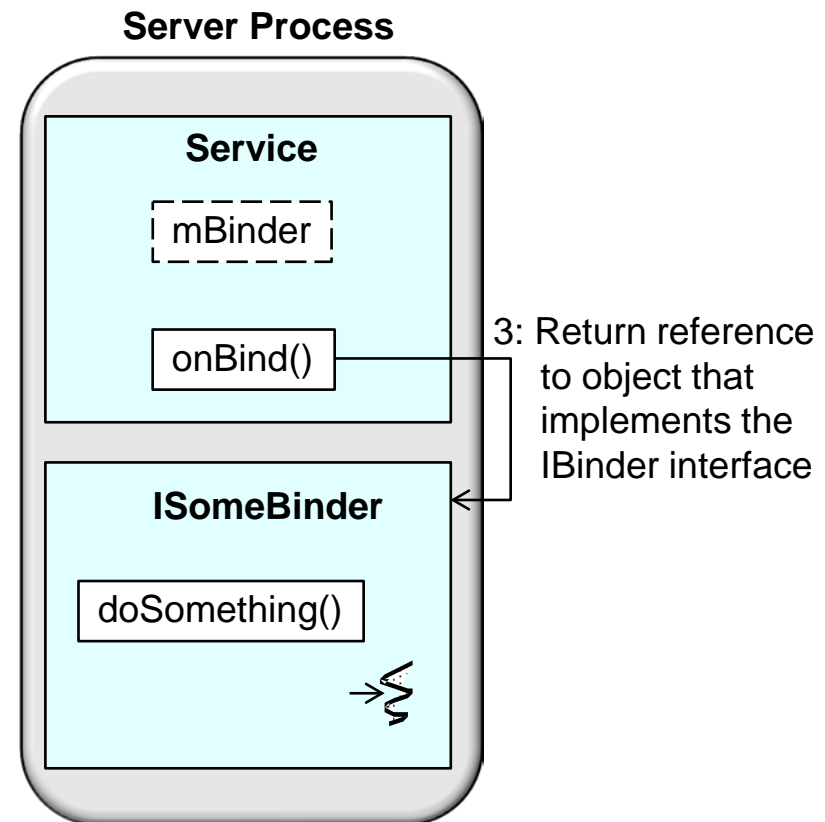 Server Process
Service
mBinder
onBind()
3: Return reference
to object that
implements the
IBinder interface
ISomeBinder
doSomething()